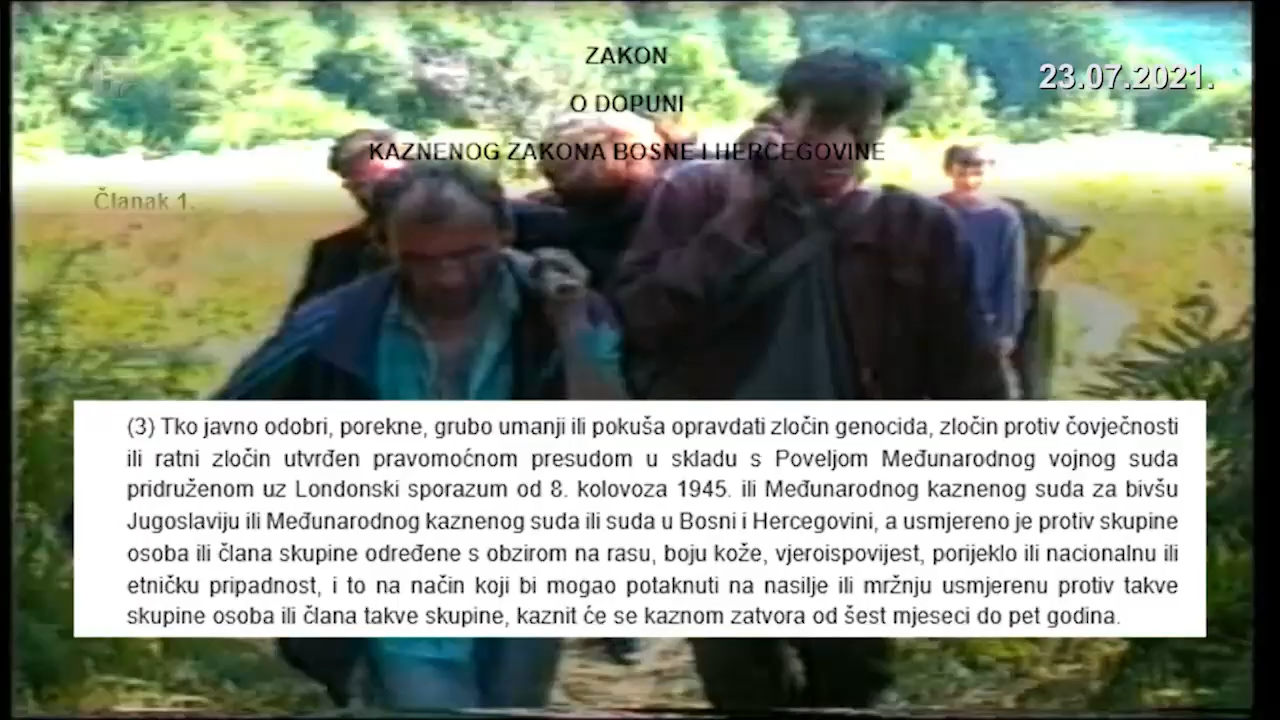 ZAKON
23.07.2021.
O DOPUNI
KAZNENOG ZAKONA BOSNE I HERCEGOVINE
Članak 1.
(3) Tko javno odobri, porekne, grubo umanji ili pokuša opravdati zločin genocida, zločin protiv čovječnosti
ili ratni zločin utvrđen pravomoćnom presudom u skladu s Poveljom Međunarodnog vojnog suda
pridruženom uz Londonski sporazum od 8. kolovoza 1945. ili Međunarodnog kaznenog suda za bivšu
Jugoslaviju ili Međunarodnog kaznenog suda ili suda u Bosni i Hercegovini, a usmjereno je protiv skupine
osoba ili člana skupine određene s obzirom na rasu, boju kože, vjeroispovijest, porijeklo ili nacionalnu ili
etničku pripadnost, i to na način koji bi mogao potaknuti na nasilje ili mržnju usmjerenu protiv takve
skupine osoba ili člana takve skupine, kaznit će se kaznom zatvora od šest mjeseci do pet godina.